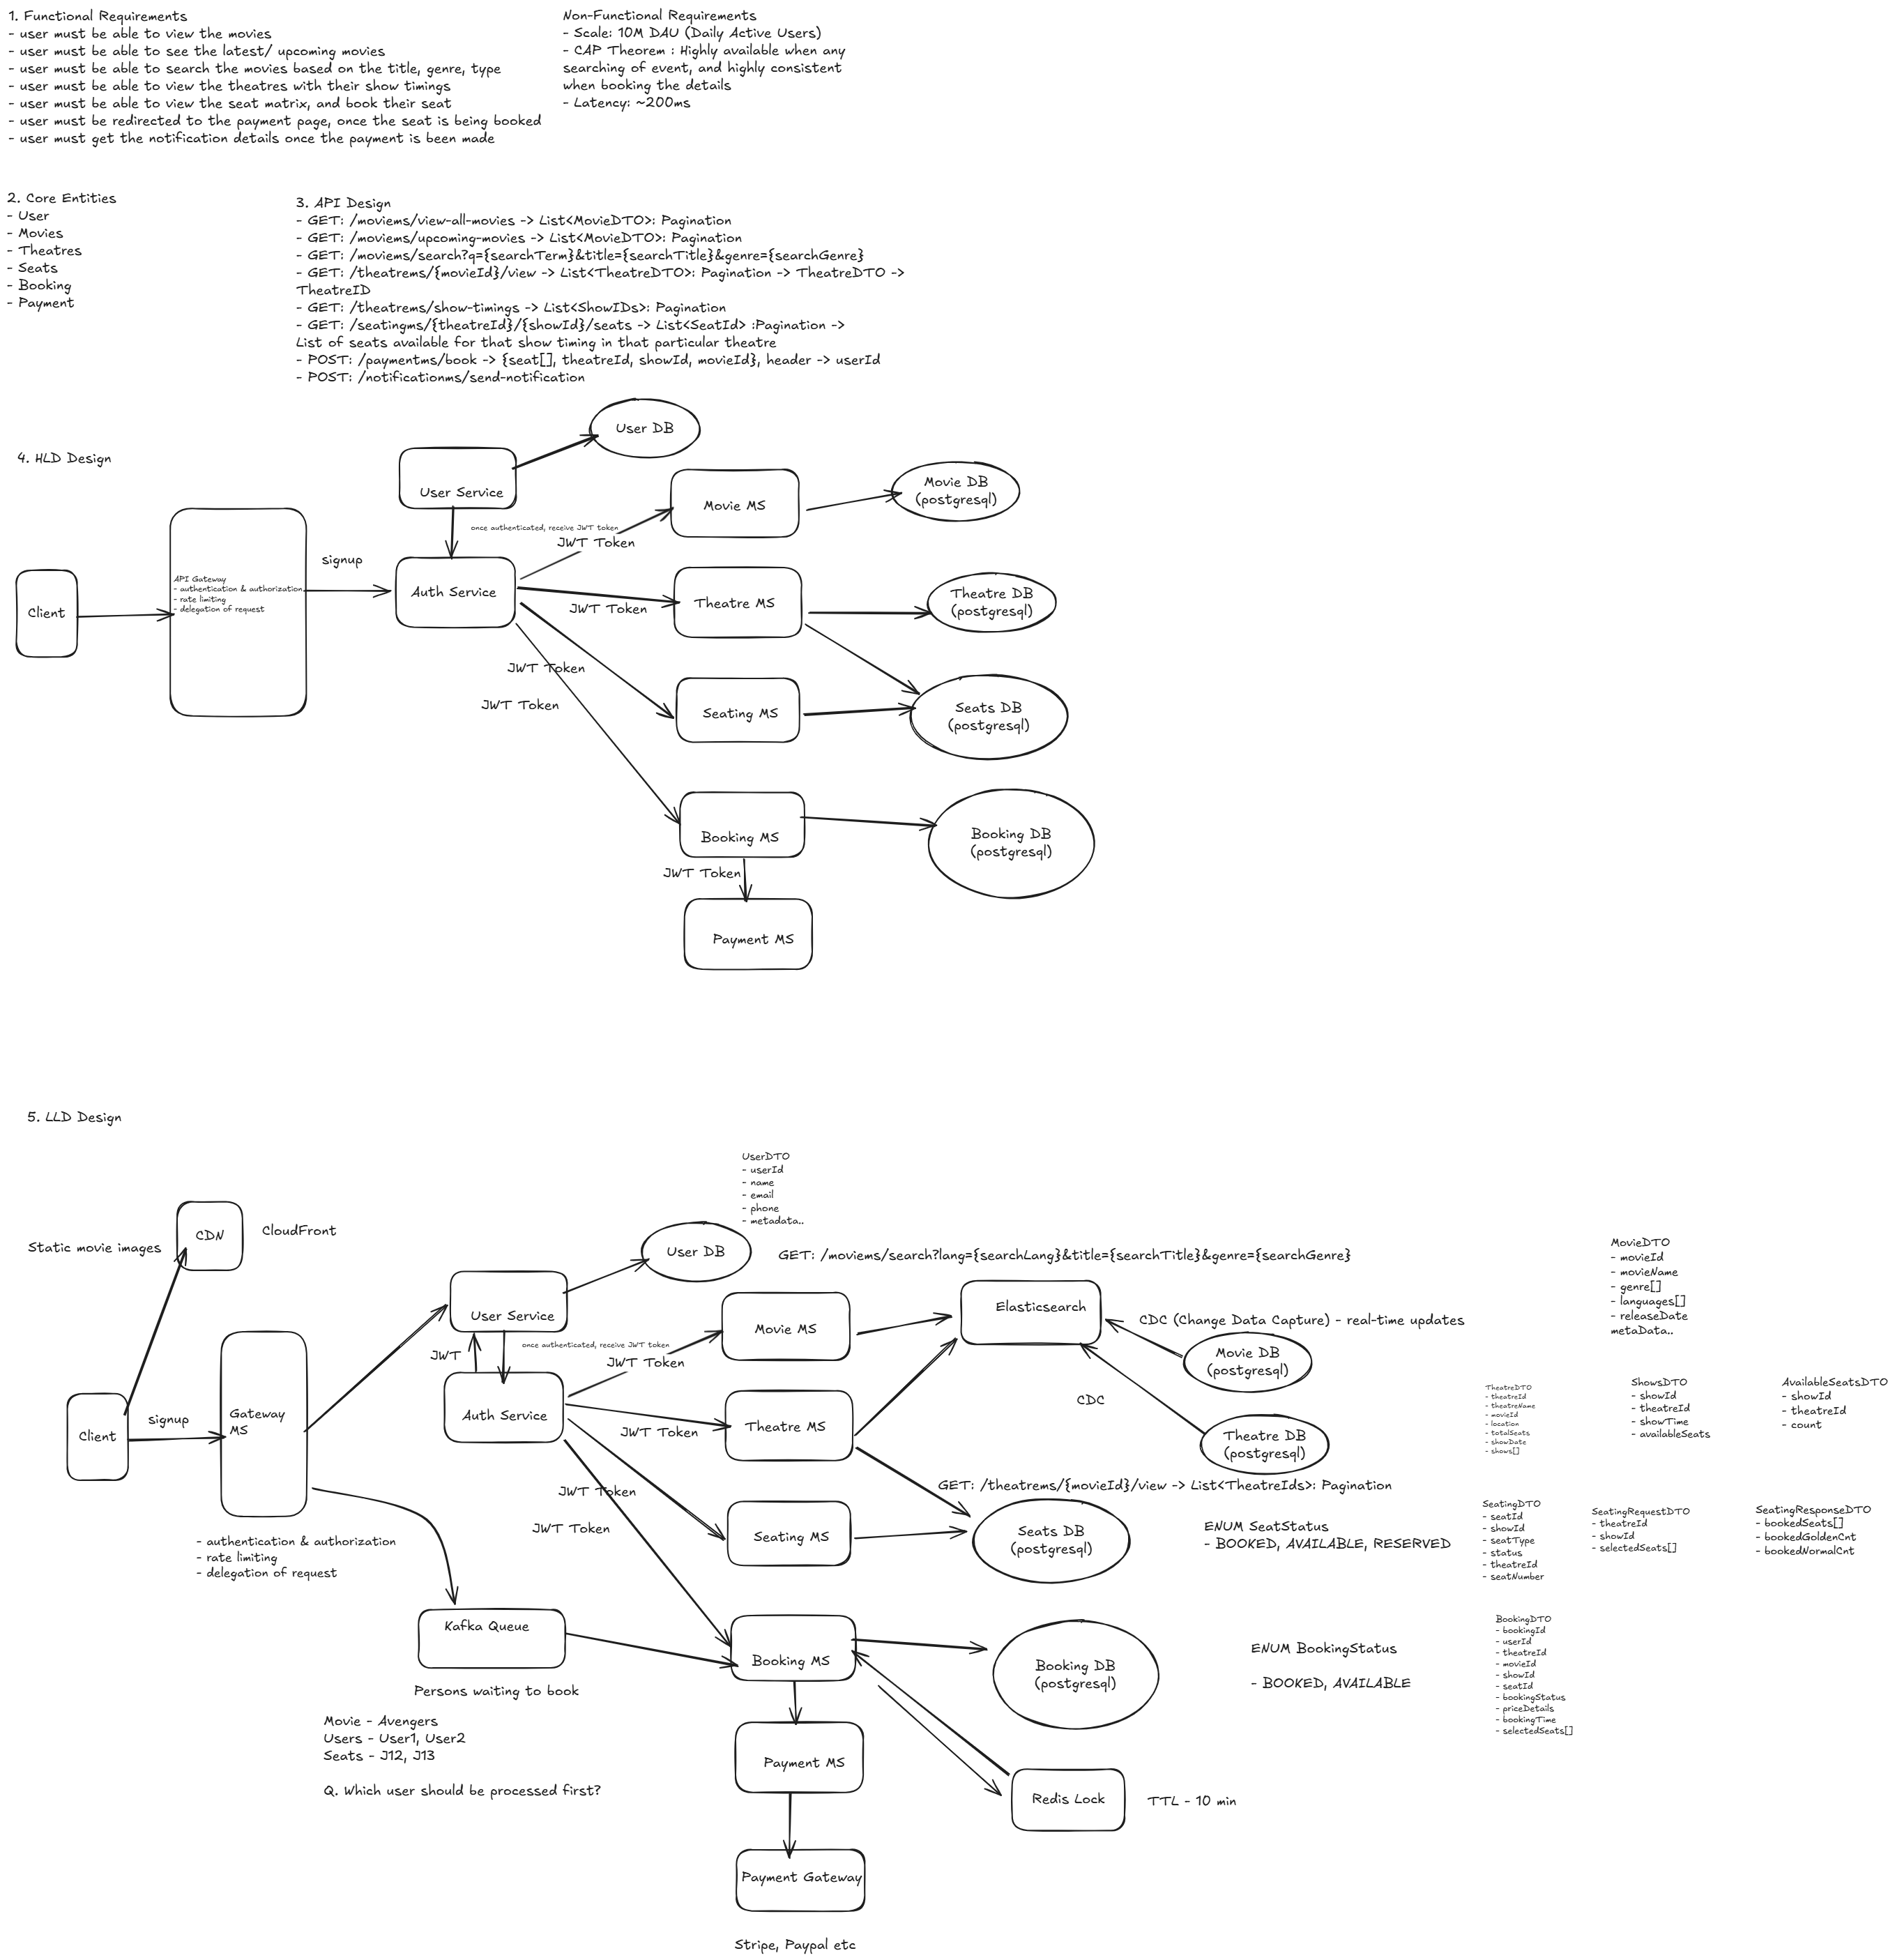 1. Functional Requirements
- user must be able to view the movies
- user must be able to see the latest/ upcoming movies
- user must be able to search the movies based on the title, genre, type
- user must be able to view the theatres with their show timings
- user must be able to view the seat matrix, and book their seat
- user must be redirected to the payment page, once the seat is being booked
- user must get the notification details once the payment is been made
Non-Functional Requirements
- Scale: 10M DAU (Daily Active Users)
- CAP Theorem : Highly available when any
searching of event, and highly consistent
when booking the details
- Latency: ~200ms
2. Core Entities
- User
- Movies
- Theatres
- Seats
- Booking
- Payment
3. API Design
- GET: /moviems/view-all-movies -> List<MovieDTO>: Pagination
- GET: /moviems/upcoming-movies -> List<MovieDTO>: Pagination
- GET: /moviems/search?q={searchTerm}&title={searchTitle}&genre={searchGenre}
- GET: /theatrems/{movieId}/view -> List<TheatreDTO>: Pagination -> TheatreDTO ->
TheatreID
- GET: /theatrems/show-timings -> List<ShowIDs>: Pagination
- GET: /seatingms/{theatreId}/{showId}/seats -> List<SeatId> :Pagination ->
List of seats available for that show timing in that particular theatre
- POST: /paymentms/book -> {seat[], theatreId, showId, movieId}, header -> userId
- POST: /notificationms/send-notification
4. HLD Design
User DB
User Service
Movie MS
Movie DB
(postgresql)
once authenticated, receive JWT token
JWT Token
signup
API Gateway
- authentication & authorization
- rate limiting
- delegation of request
Client
Auth Service
JWT Token
Theatre MS
Theatre DB
(postgresql)
JWT Token
JWT Token
Seating MS
Seats DB
(postgresql)
Booking MS
Booking DB
(postgresql)
JWT Token
Payment MS
5. LLD Design
UserDTO
- userId
- name
- email
- phone
- metadata..
CDN
CloudFront
Static movie images
User DB
GET: /moviems/search?lang={searchLang}&title={searchTitle}&genre={searchGenre}
MovieDTO
- movieId
- movieName
- genre[]
- languages[]
- releaseDate
metaData..
User Service
Movie MS
Elasticsearch
CDC (Change Data Capture) - real-time updates
once authenticated, receive JWT token
JWT
JWT Token
Movie DB
(postgresql)
CDC
TheatreDTO
- theatreId
- theatreName
- movieId
- location
- totalSeats
- showDate
- shows[]
ShowsDTO
- showId
- theatreId
- showTime
- availableSeats
AvailableSeatsDTO
- showId
- theatreId
- count
Client
signup
Gateway
MS
Auth Service
JWT Token
Theatre MS
Theatre DB
(postgresql)
GET: /theatrems/{movieId}/view -> List<TheatreIds>: Pagination
JWT Token
JWT Token
Seating MS
Seats DB
(postgresql)
ENUM SeatStatus
- BOOKED, AVAILABLE, RESERVED
SeatingDTO
- seatId
- showId
- seatType
- status
- theatreId
- seatNumber
SeatingRequestDTO
- theatreId
- showId
- selectedSeats[]
SeatingResponseDTO
- bookedSeats[]
- bookedGoldenCnt
- bookedNormalCnt
- authentication & authorization
- rate limiting
- delegation of request
Kafka Queue
Persons waiting to book
Booking MS
Booking DB
(postgresql)
ENUM BookingStatus
- BOOKED, AVAILABLE
BookingDTO
- bookingId
- userId
- theatreId
- movieId
- showId
- seatId
- bookingStatus
- priceDetails
- bookingTime
- selectedSeats[]
Movie - Avengers
Users - User1, User2
Seats - J12, J13
Q. Which user should be processed first?
Payment MS
Redis Lock
TTL - 10 min
Payment Gateway
Stripe, Paypal etc